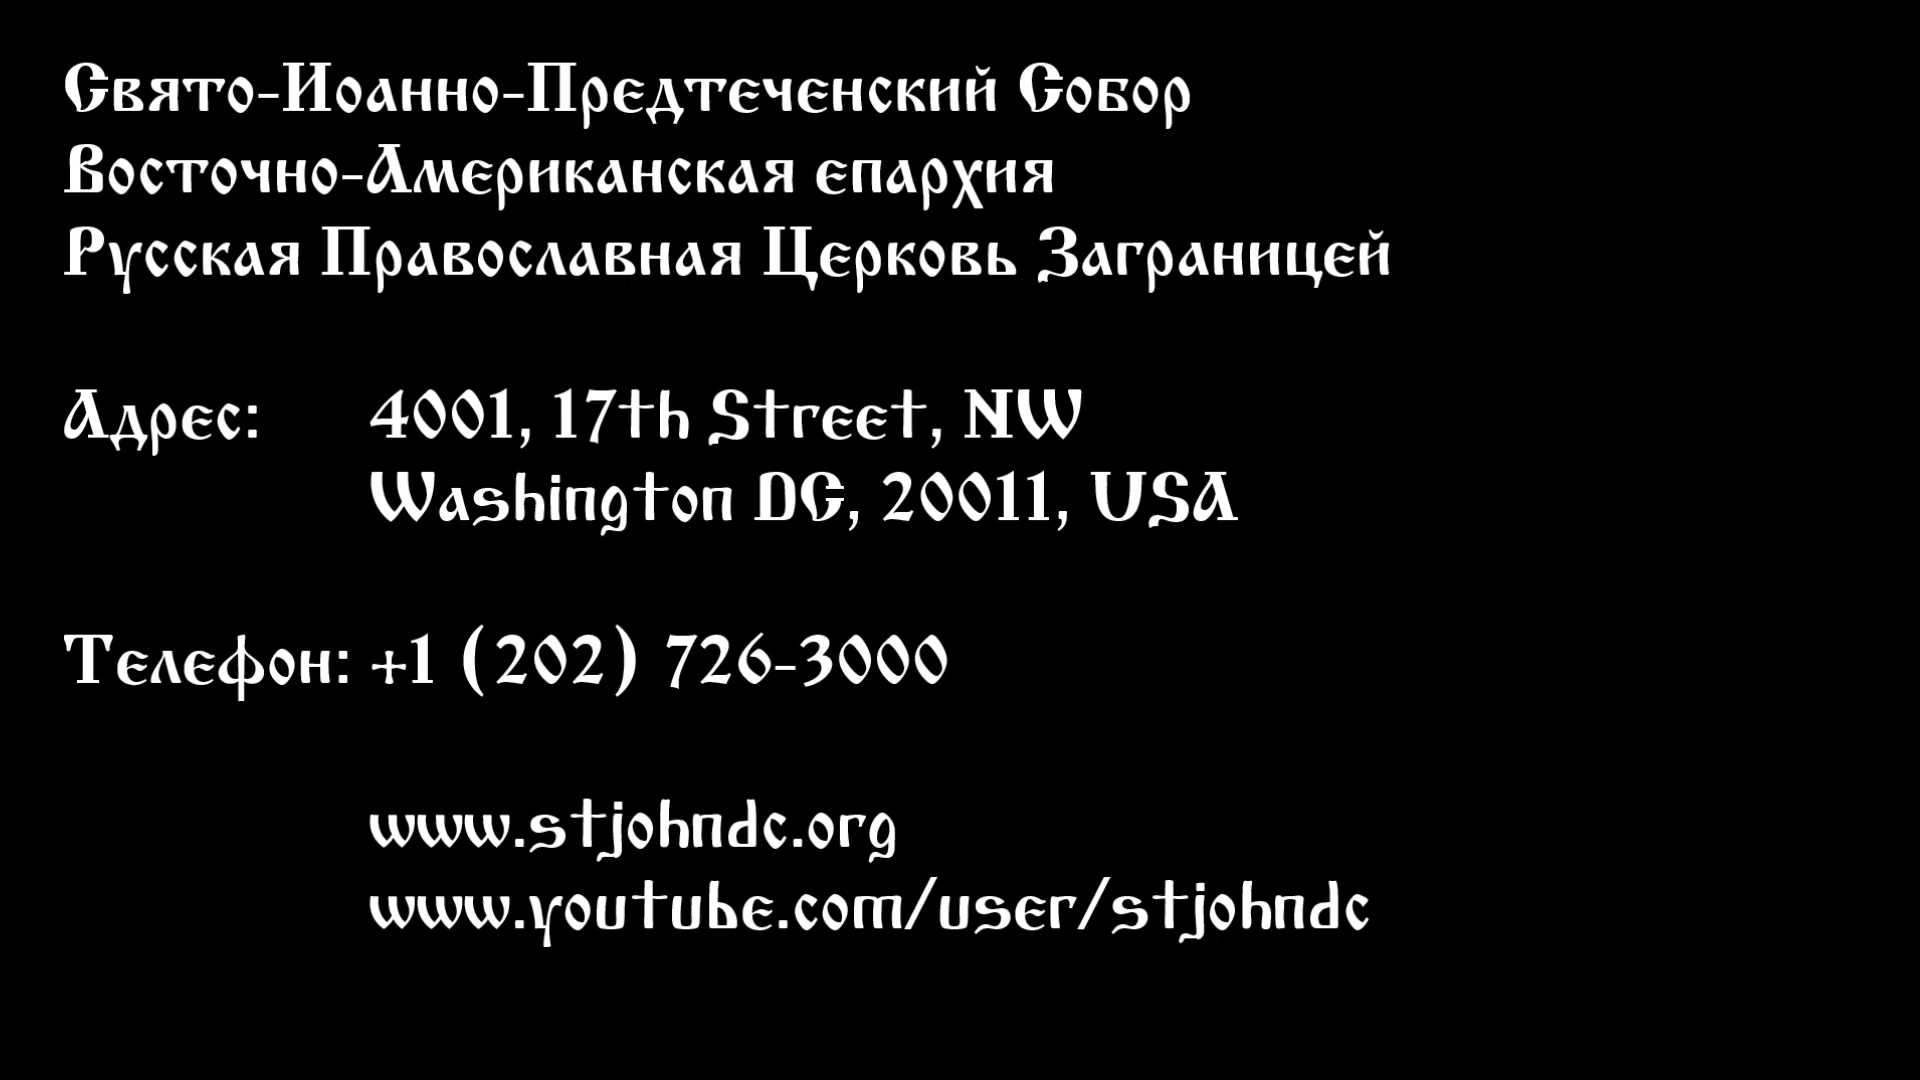 Свято-Иоанно-Предтеченский Собор
Восточно-Американская епархия
Русская Православная Церковь Заграницей
Адрес: 4001, 17th Street, NW
Washington DC, 20011, USA
Телефон: +1 (202) 726-3000
www.stjohndc.org
www.youtube.com/user/stjohndc